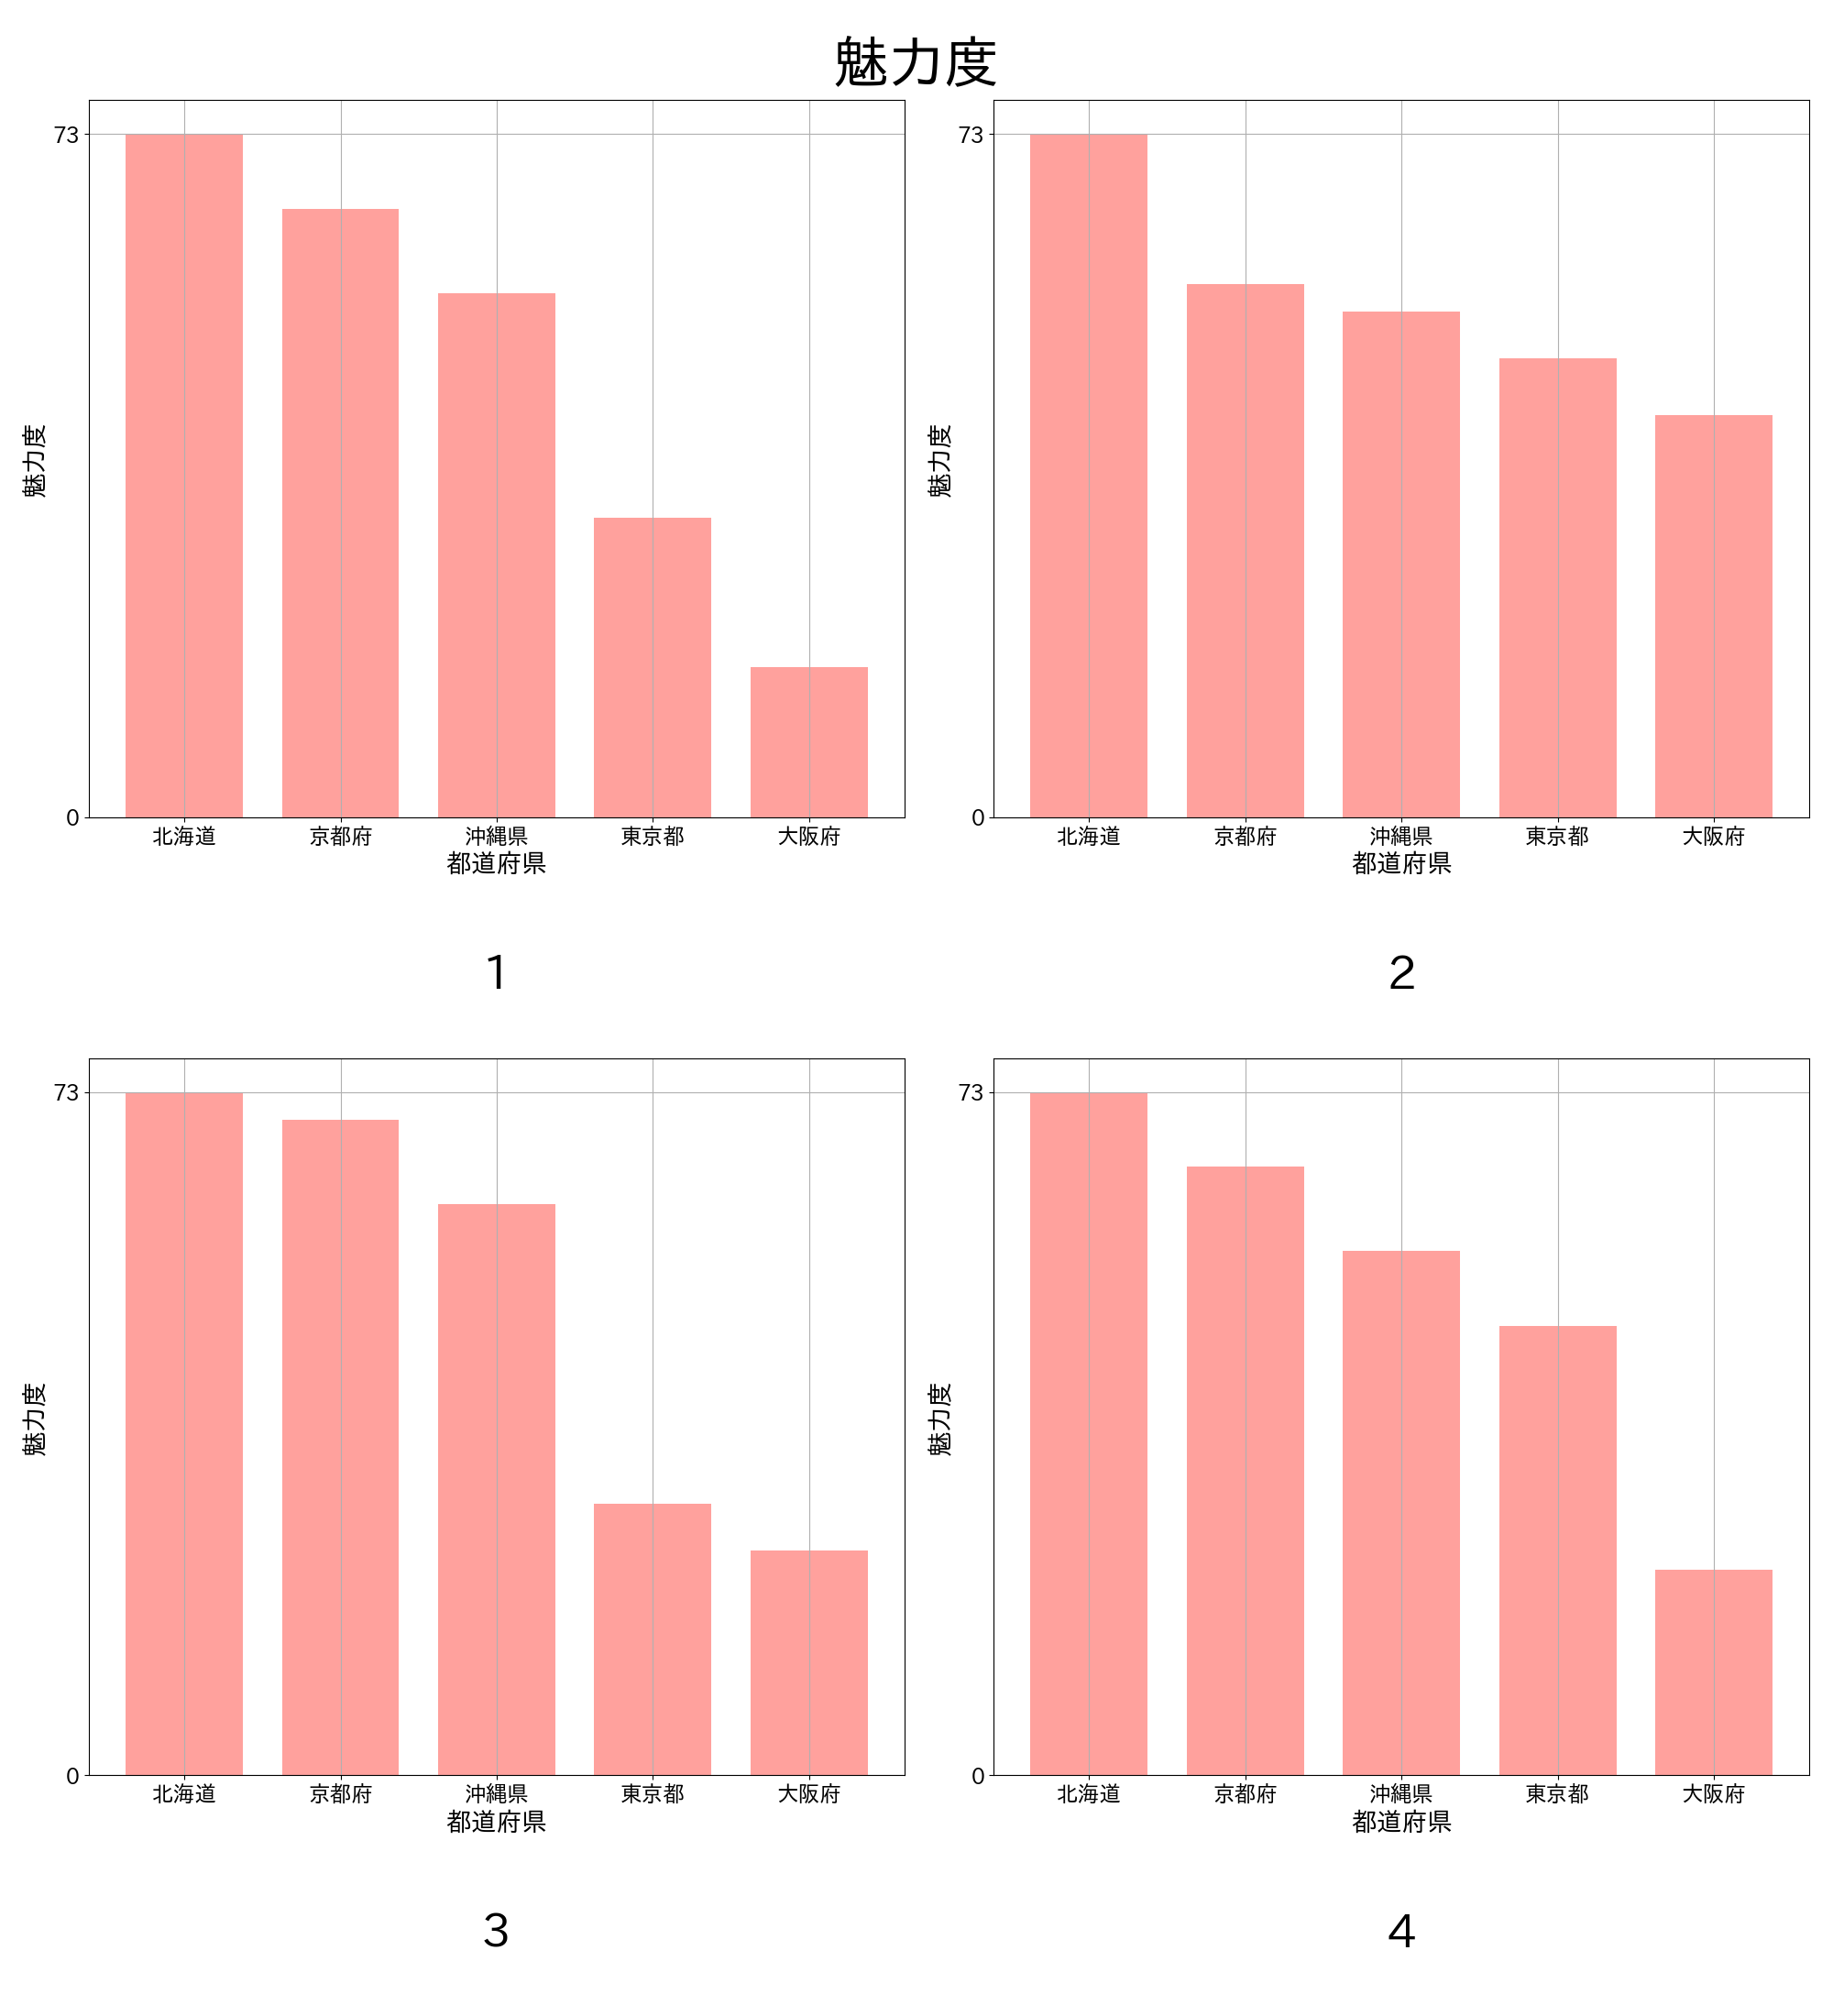 魅力度
73
0
魅力度
北海道 京都府 沖縄県 東京都 大阪府
都道府県
1
73
0
魅力度
北海道 京都府 沖縄県 東京都 大阪府
都道府県
2
73
0
魅力度
北海道 京都府 沖縄県 東京都 大阪府
都道府県
3
73
0
魅力度
北海道 京都府 沖縄県 東京都 大阪府
都道府県
4